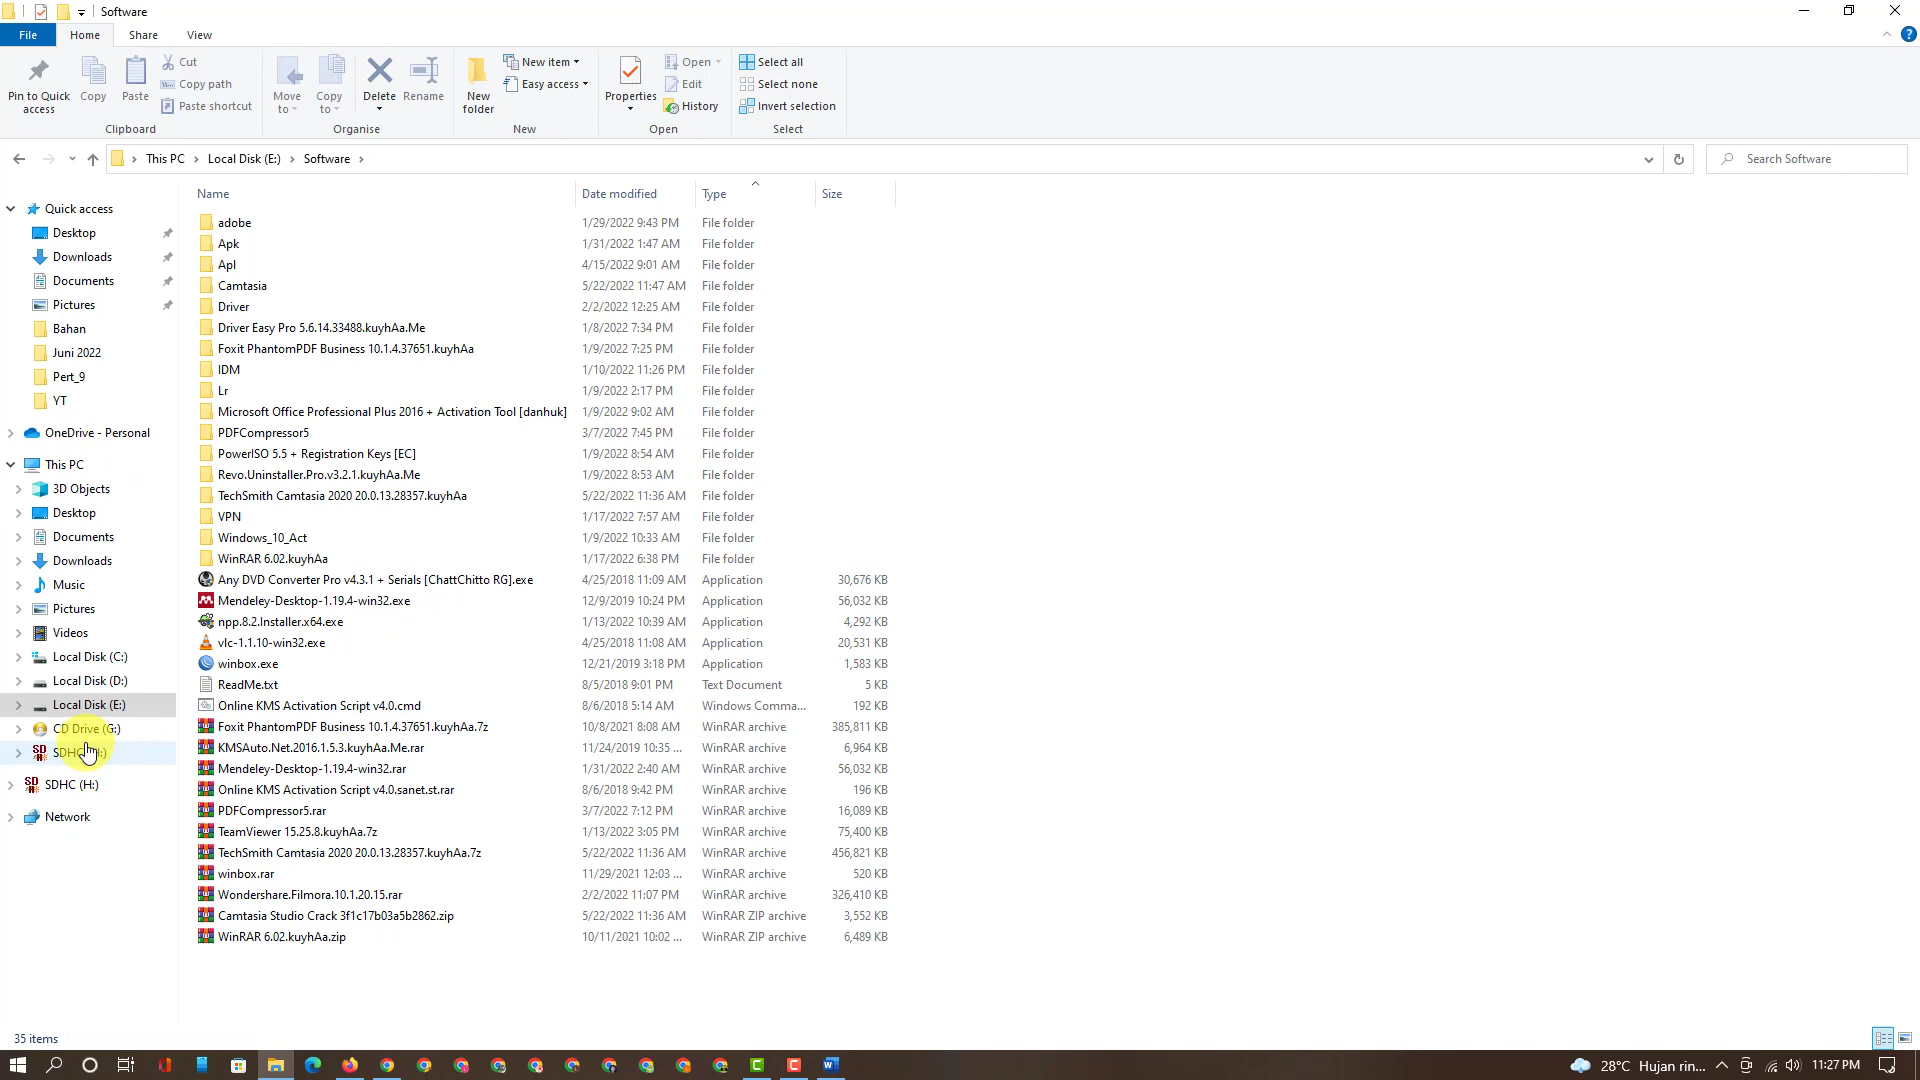 Software
File Home Share View
Pin to Quick access
Copy
Paste
Cut
Copy path
Paste shortcut
Clipboard
Move to
Copy to
Delete
Rename
Organise
New folder
New item
Easy access
New
Properties
Open
Edit
History
Open
Select all
Select none
Invert selection
Select
This PC Local Disk (E:) Software
Search Software
Quick access
Desktop
Downloads
Documents
Pictures
Bahan
Juni 2022
Pert_9
YT
OneDrive - Personal
This PC
3D Objects
Desktop
Documents
Downloads
Music
Pictures
Videos
Local Disk (C:)
Local Disk (D:)
Local Disk (E:)
CD Drive (G:)
SDHC (H:)
Network
Name Date modified Type Size
adobe 1/29/2022 9:43 PM File folder
Apk 1/31/2022 1:47 AM File folder
Apl 4/15/2022 9:01 AM File folder
Camtasia 5/22/2022 11:47 AM File folder
Driver 2/2/2022 12:25 AM File folder
Driver Easy Pro 5.6.14.33488.kuyhAa.Me 1/8/2022 7:34 PM File folder
Foxit PhantomPDF Business 10.1.4.37651.kuyhAa 1/9/2022 7:25 PM File folder
IDM 1/10/2022 11:26 PM File folder
Lr 1/9/2022 2:17 PM File folder
Microsoft Office Professional Plus 2016 + Activation Tool [danhuk] 1/9/2022 9:02 AM File folder
PDFCompressor5 3/7/2022 7:45 PM File folder
PowerISO 5.5 + Registration Keys [EC] 1/9/2022 8:54 AM File folder
Revo.Uninstaller.Pro.v3.2.1.kuyhAa.Me 1/9/2022 8:53 AM File folder
TechSmith Camtasia 2020 20.0.13.28357.kuyhAa 5/22/2022 11:36 AM File folder
VPN 1/17/2022 7:57 AM File folder
Windows_10_Act 1/9/2022 10:33 AM File folder
WinRAR 6.02.kuyhAa 1/17/2022 6:38 PM File folder
Any DVD Converter Pro v4.3.1 + Serials [ChattChitto RG].exe 4/25/2018 11:09 AM Application 30,676 KB
Mendeley-Desktop-1.19.4-win32.exe 12/9/2019 10:24 PM Application 56,032 KB
npp.8.2.Installer.x64.exe 1/13/2022 10:39 AM Application 4,292 KB
vlc-1.1.10-win32.exe 4/25/2018 11:08 AM Application 20,531 KB
winbox.exe 12/21/2019 3:18 PM Application 1,583 KB
ReadMe.txt 8/5/2018 9:01 PM Text Document 5 KB
Online KMS Activation Script v4.0.cmd 8/6/2018 5:14 AM Windows Comma... 192 KB
Foxit PhantomPDF Business 10.1.4.37651.kuyhAa.7z 10/8/2021 8:08 AM WinRAR archive 385,811 KB
KMSAuto.Net.2016.1.5.3.kuyhAa.Me.rar 11/24/2019 10:35 ... WinRAR archive 6,964 KB
Mendeley-Desktop-1.19.4-win32.rar 1/31/2022 2:40 AM WinRAR archive 56,032 KB
Online KMS Activation Script v4.0.sanet.st.rar 8/6/2018 9:42 PM WinRAR archive 196 KB
PDFCompressor5.rar 3/7/2022 7:12 PM WinRAR archive 16,089 KB
TeamViewer 15.25.8.kuyhAa.7z 1/13/2022 3:05 PM WinRAR archive 75,400 KB
TechSmith Camtasia 2020 20.0.13.28357.kuyhAa.7z 5/22/2022 11:36 AM WinRAR archive 456,821 KB
winbox.rar 11/29/2021 12:03 ... WinRAR archive 520 KB
Wondershare.Filmora.10.1.20.15.rar 2/2/2022 11:07 PM WinRAR archive 326,410 KB
Camtasia Studio Crack 3f1c17b03a5b2862.zip 5/22/2022 11:36 AM WinRAR ZIP archive 3,552 KB
WinRAR 6.02.kuyhAa.zip 10/11/2021 10:02 ... WinRAR ZIP archive 6,489 KB
35 items
28°C Hujan rin... 11:27 PM